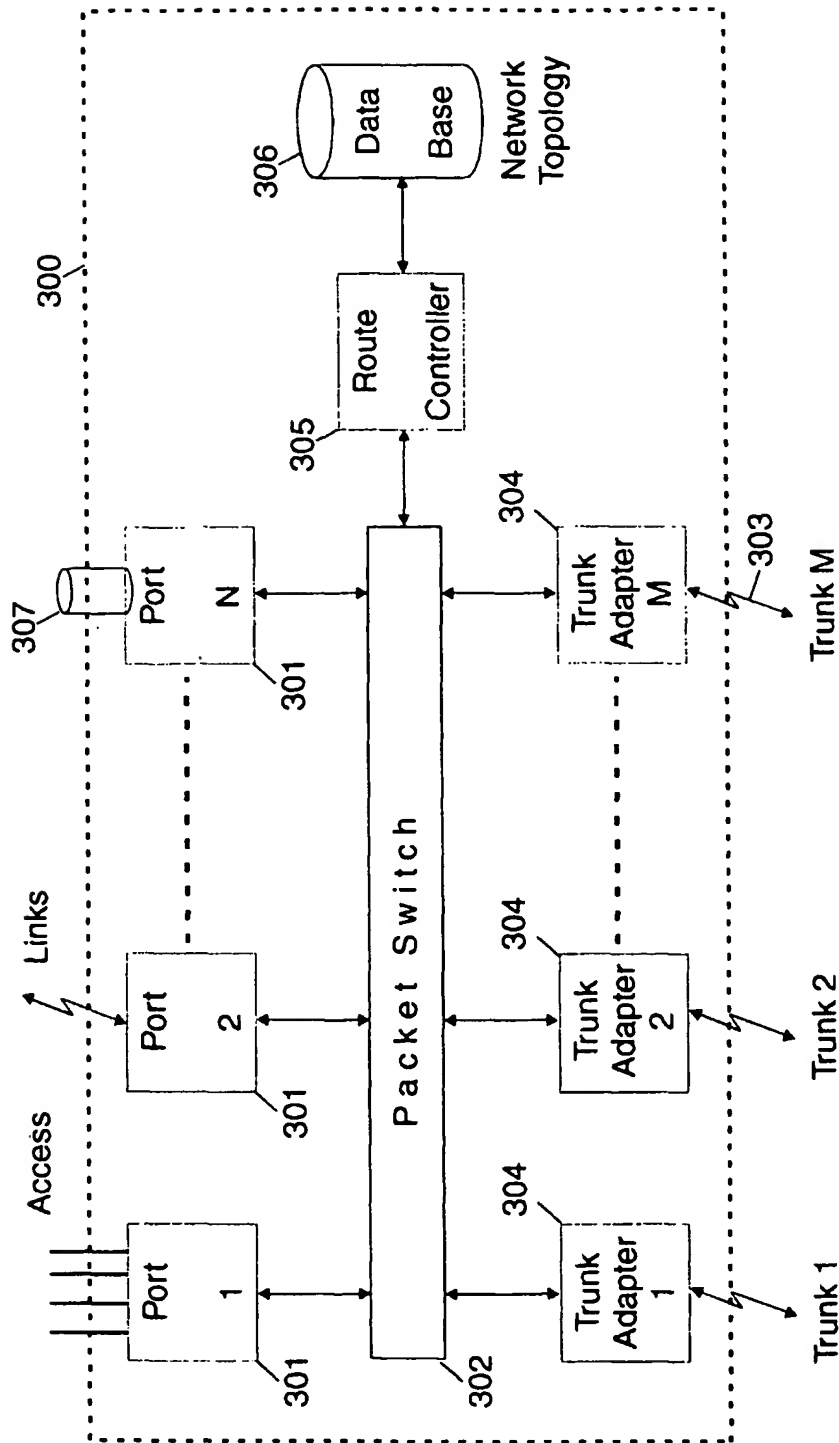 300
Access
Links
307
306
Port
1
Port
2
Port
N
301
301
301
Route
Controller
305
Data
Base
Network
Topology
Packet Switch
302
304
304
304
Trunk
Adapter
1
Trunk
Adapter
2
Trunk
Adapter
M
303
Trunk 1
Trunk 2
Trunk M